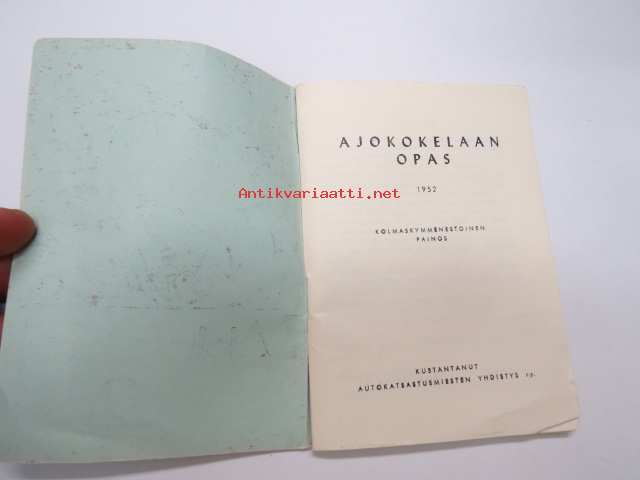 AJOKOKELAAN
OPAS
1952
KOLMASKYMMENESTOINEN
PAINOS
KUSTANTANUT
AUTOKATSASTUSMIESTEN YHDISTYS r.y.
Antikvariaatti.net